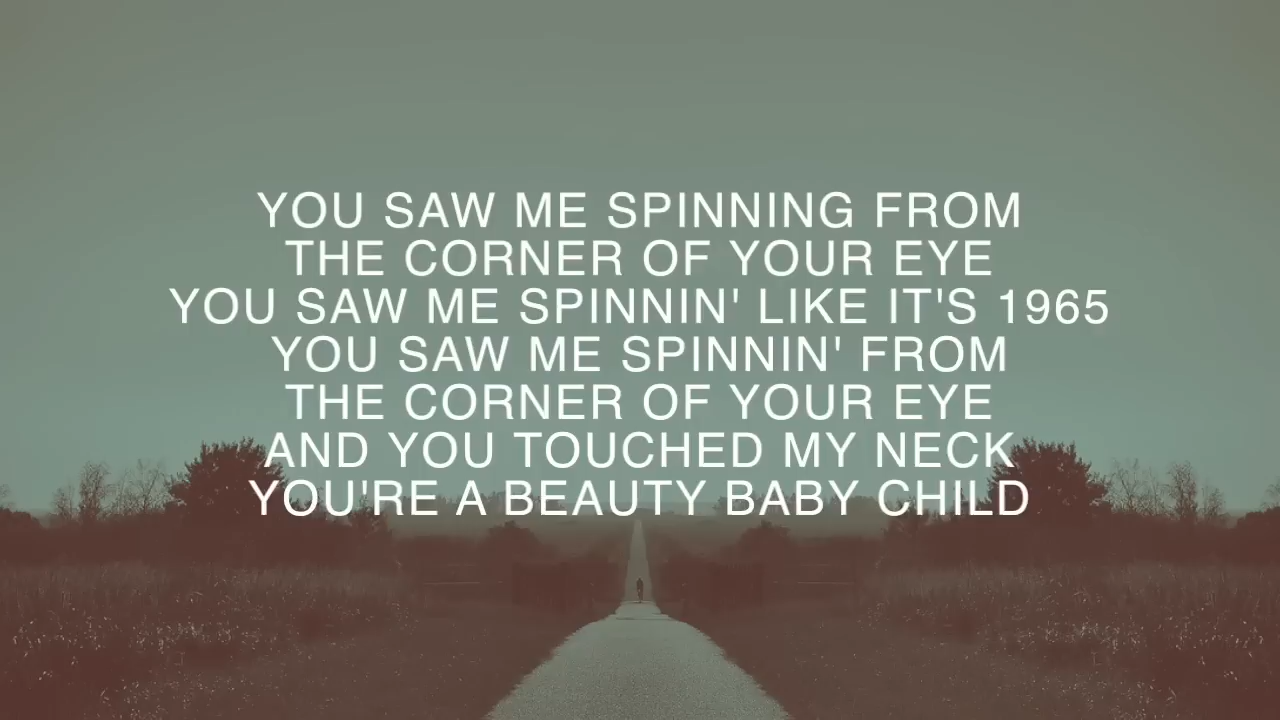 YOU SAW ME SPINNING FROM
THE CORNER OF YOUR EYE
YOU SAW ME SPINNIN' LIKE IT'S 1965
YOU SAW ME SPINNIN' FROM
THE CORNER OF YOUR EYE
AND YOU TOUCHED MY NECK
YOU'RE A BEAUTY BABY CHILD